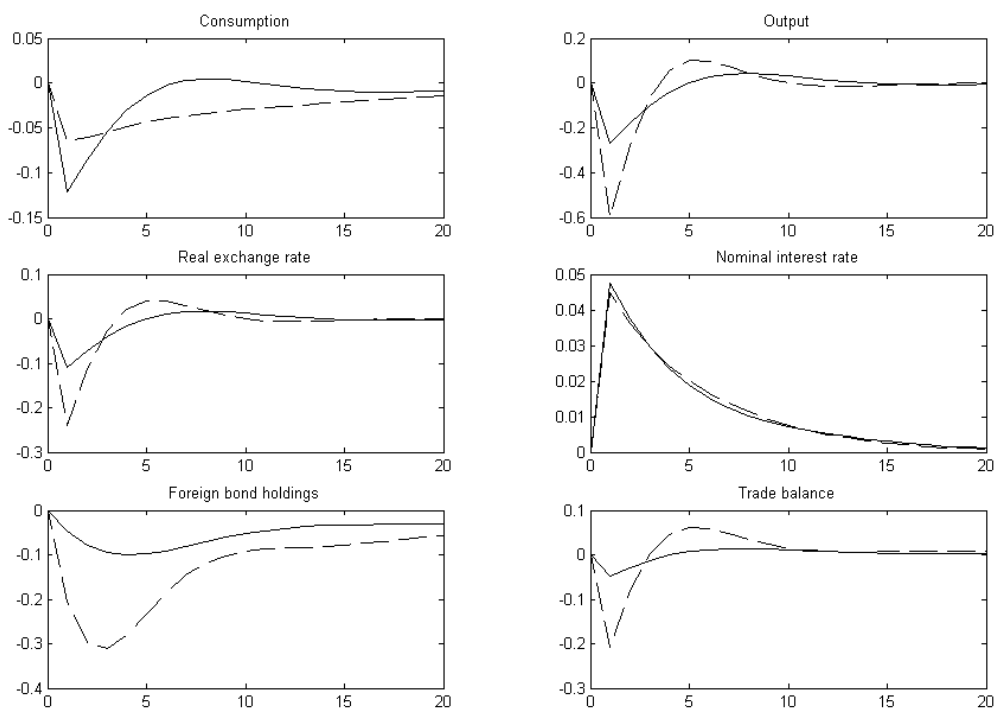 Consumption
0.05
0
-0.05
-0.1
-0.15
0 5 10 15 20
Output
0.2
0
-0.2
-0.4
-0.6
0 5 10 15 20
Real exchange rate
0.1
0
-0.1
-0.2
-0.3
0 5 10 15 20
Nominal interest rate
0.05
0.04
0.03
0.02
0.01
0
0 5 10 15 20
Foreign bond holdings
0
-0.1
-0.2
-0.3
-0.4
0 5 10 15 20
Trade balance
0.1
0
-0.1
-0.2
-0.3
0 5 10 15 20